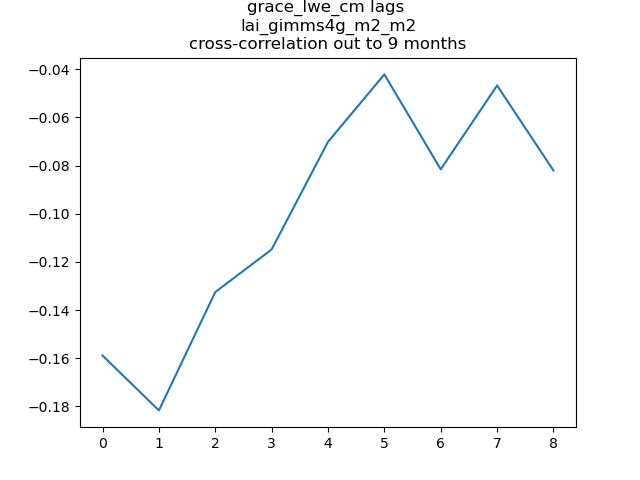 grace_lwe_cm lags
lai_gimms4g_m2_m2
cross-correlation out to 9 months
−0.04
−0.06
−0.08
−0.10
−0.12
−0.14
−0.16
−0.18
0 1 2 3 4 5 6 7 8